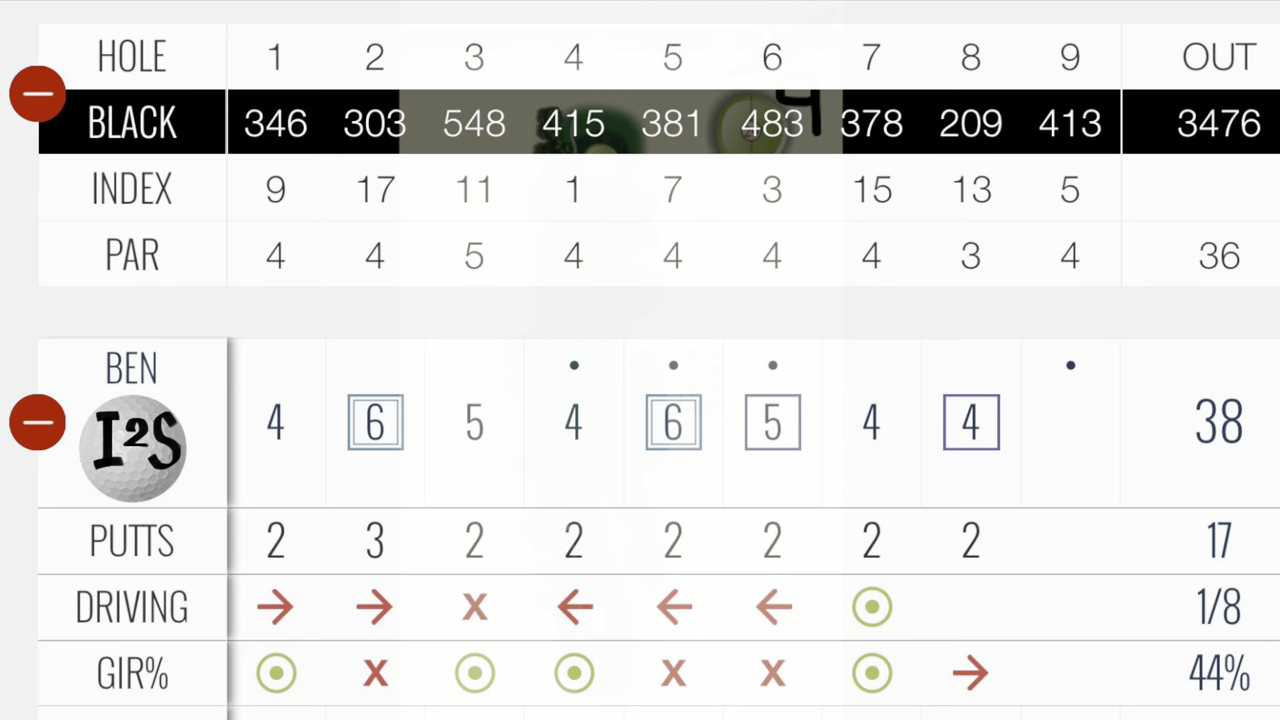 HOLE 1 2 3 4 5 6 7 8 9 OUT
BLACK 346 303 548 415 381 483 378 209 413 3476
INDEX 9 17 11 1 7 3 15 13 5
PAR 4 4 5 4 4 4 4 3 4 36
BEN
I²S
4 6 5 4 6 5 4 4 38
PUTTS 2 3 2 2 2 2 2 2 17
DRIVING → → X ← ← ← 1/8
GIR% X X X → 44%